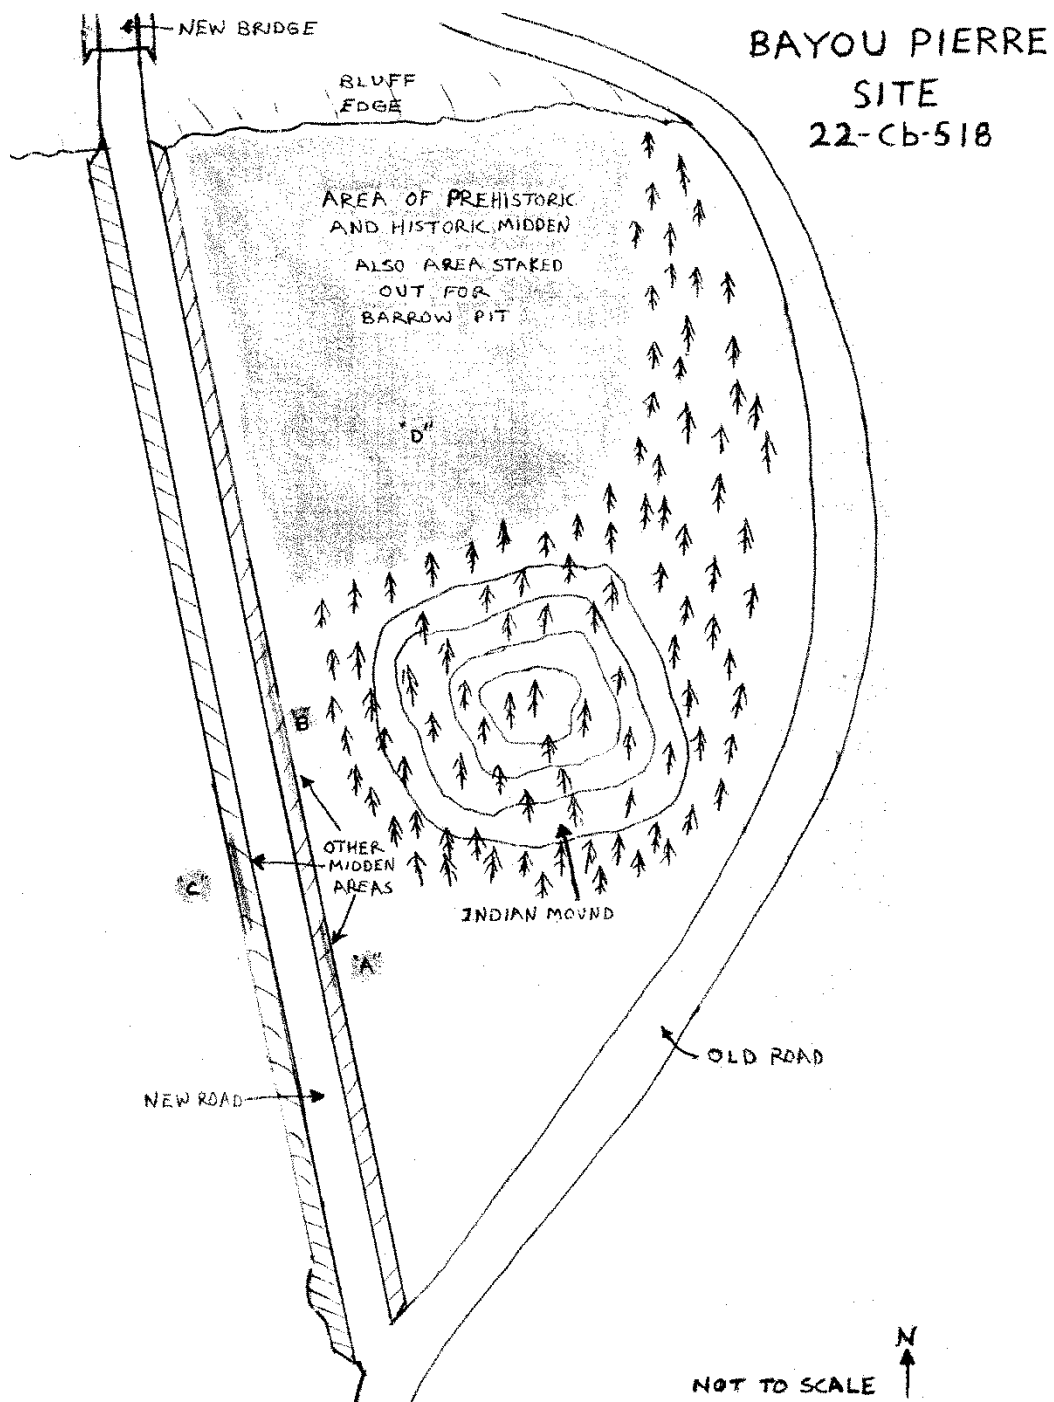 NEW BRIDGE
BAYOU PIERRE
SITE
22-Cb-518
BLUFF
EDGE
AREA OF PREHISTORIC
AND HISTORIC MIDDEN
ALSO AREA STAKED
OUT FOR
BARROW PIT
"D"
B
OTHER
MIDDEN
AREAS
"C"
INDIAN MOUND
"A"
OLD ROAD
NEW ROAD
N
NOT TO SCALE